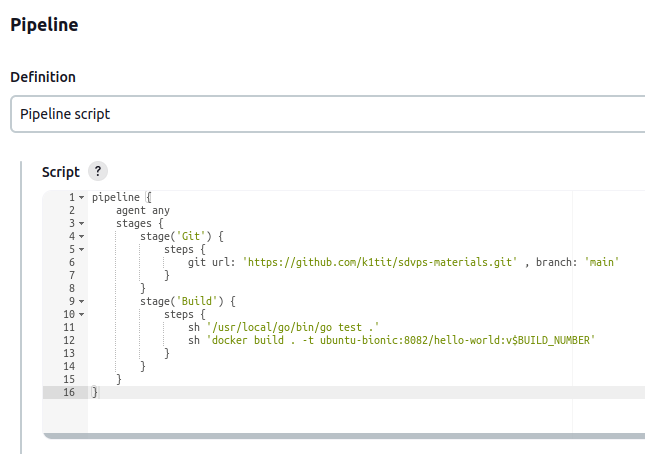 Pipeline
Definition
Pipeline script
Script ?
1 pipeline {
2 agent any
3 stages {
4 stage('Git') {
5 steps {
6 git url: 'https://github.com/k1tit/sdvps-materials.git' , branch: 'main'
7 }
8 }
9 stage('Build') {
10 steps {
11 sh '/usr/local/go/bin/go test .'
12 sh 'docker build . -t ubuntu-bionic:8082/hello-world:v$BUILD_NUMBER'
13 }
14 }
15 }
16 }